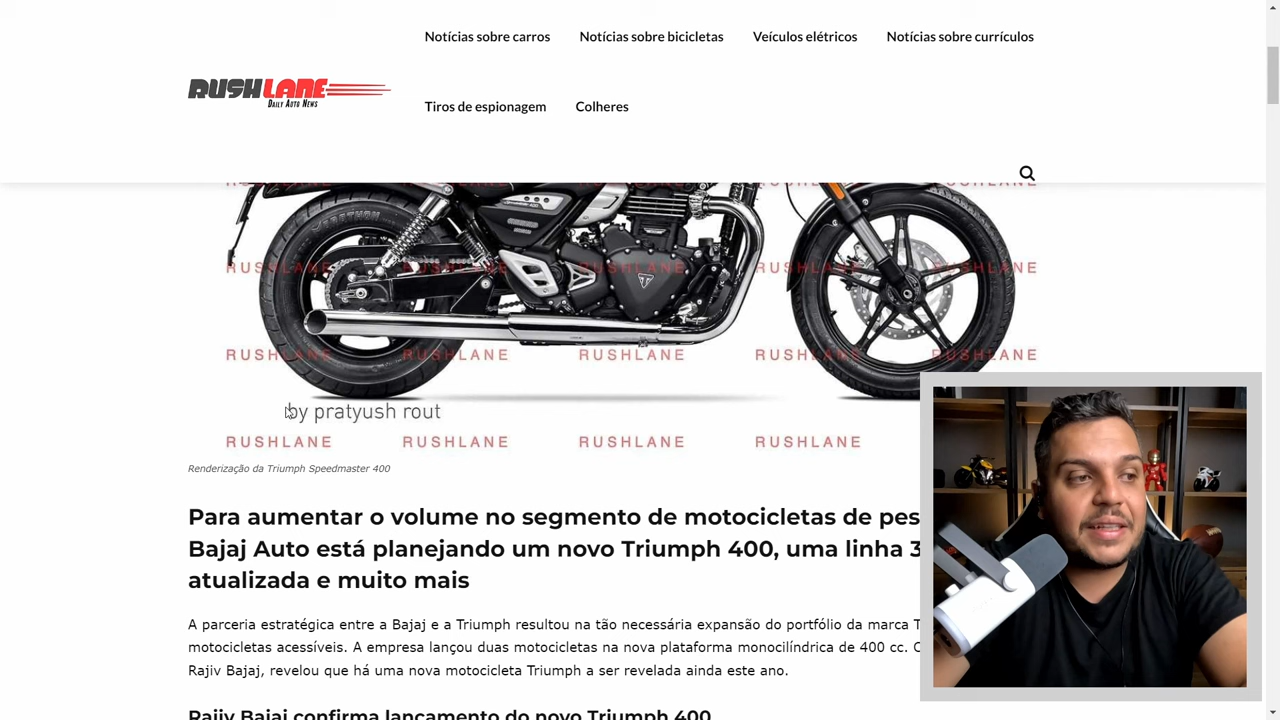 Notícias sobre carros Notícias sobre bicicletas Veículos elétricos Notícias sobre currículos
RUSHLANE
DAILY AUTO NEWS
Tiros de espionagem Colheres
RUSHLANE RUSHLANE RUSHLANE RUSHLANE RUSHLANE
RUSHLANE RUSHLANE RUSHLANE RUSHLANE RUSHLANE
RUSHLANE RUSHLANE RUSHLANE RUSHLANE RUSHLANE
by pratyush rout
RUSHLANE RUSHLANE RUSHLANE RUSHLANE
Renderização da Triumph Speedmaster 400
Para aumentar o volume no segmento de motocicletas de pes
Bajaj Auto está planejando um novo Triumph 400, uma linha
atualizada e muito mais
A parceria estratégica entre a Bajaj e a Triumph resultou na tão necessária expansão do portfólio da marca
motocicletas acessíveis. A empresa lançou duas motocicletas na nova plataforma monocilíndrica de 400 cc.
Rajiv Bajaj, revelou que há uma nova motocicleta Triumph a ser revelada ainda este ano.
Rajiv Bajaj confirma lançamento do novo Triumph 400